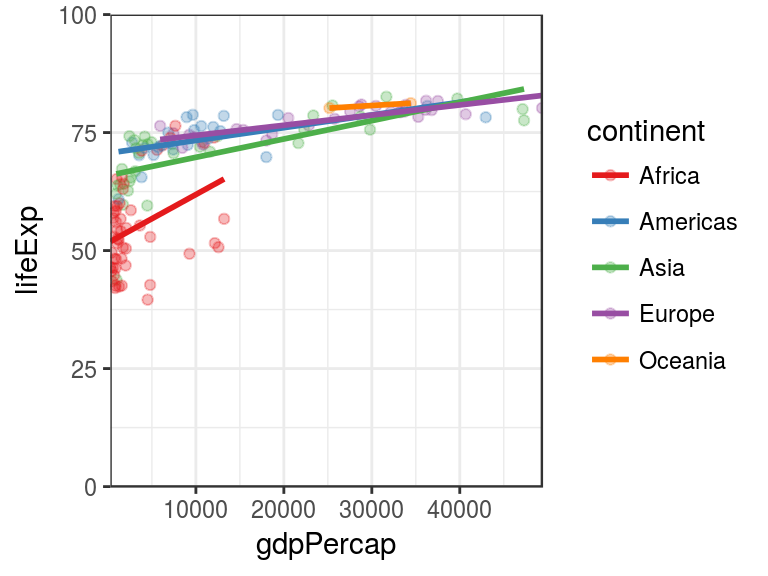 100
75
50
25
0
lifeExp
10000 20000 30000 40000
gdpPercap
continent
Africa
Americas
Asia
Europe
Oceania